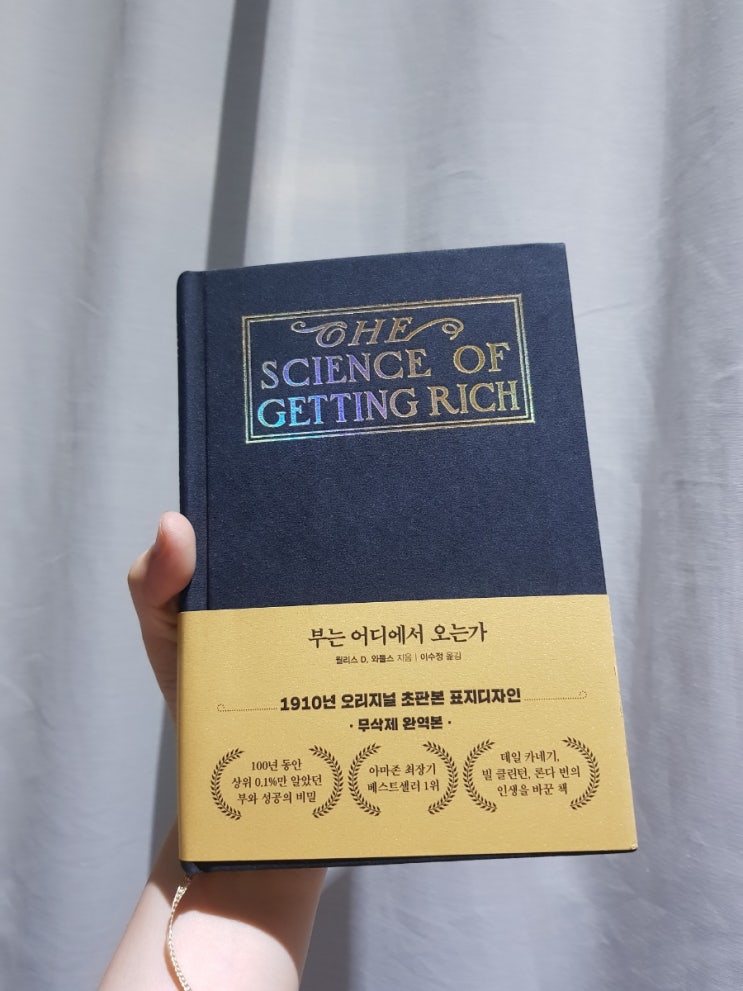 THE
SCIENCE OF
GETTING RICH
부는 어디에서 오는가
월리스 D. 와틀스 지음 | 이수정 옮김
1910년 오리지널 초판본 표지디자인
· 무삭제 완역본 ·
100년 동안
상위 0.1%만 알았던
부와 성공의 비밀
아마존 최장기
베스트셀러 1위
데일 카네기,
빌 클린턴, 론다 번의
인생을 바꾼 책